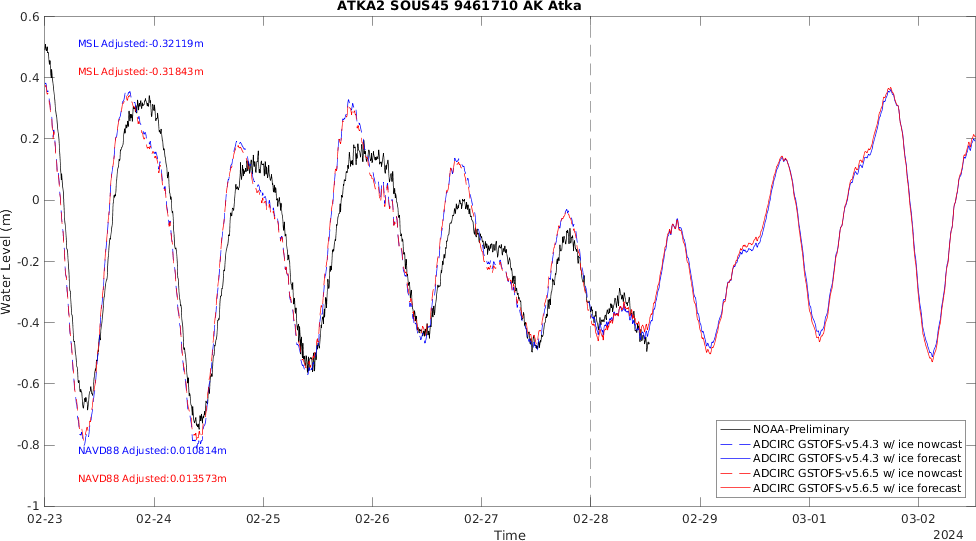 ATKA2 SOUS45 9461710 AK Atka
0.6
MSL Adjusted:-0.32119m
MSL Adjusted:-0.31843m
0.4
0.2
0
-0.2
-0.4
-0.6
-0.8
-1
Water Level (m)
NAVD88 Adjusted:0.010814m
NAVD88 Adjusted:0.013573m
NOAA-Preliminary
ADCIRC GSTOFS-v5.4.3 w/ ice nowcast
ADCIRC GSTOFS-v5.4.3 w/ ice forecast
ADCIRC GSTOFS-v5.6.5 w/ ice nowcast
ADCIRC GSTOFS-v5.6.5 w/ ice forecast
02-23 02-24 02-25 02-26 02-27 02-28 02-29 03-01 03-02
Time
2024